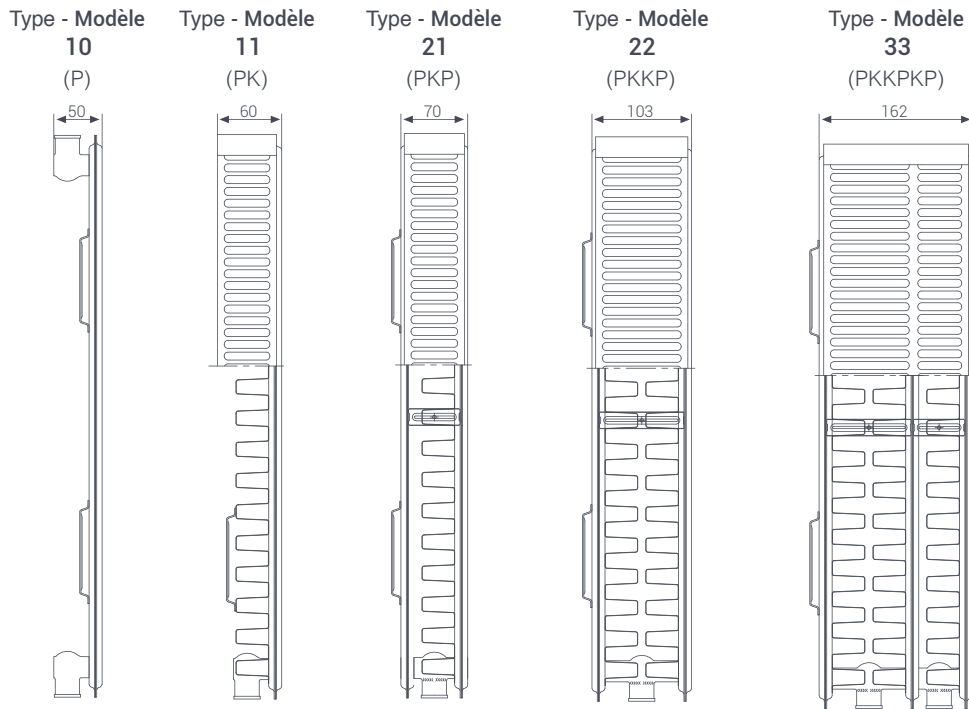 Type - Modèle
10
(P)
50
Type - Modèle
11
(PK)
60
Type - Modèle
21
(PKP)
70
Type - Modèle
22
(PKKP)
103
Type - Modèle
33
(PKKPKP)
162